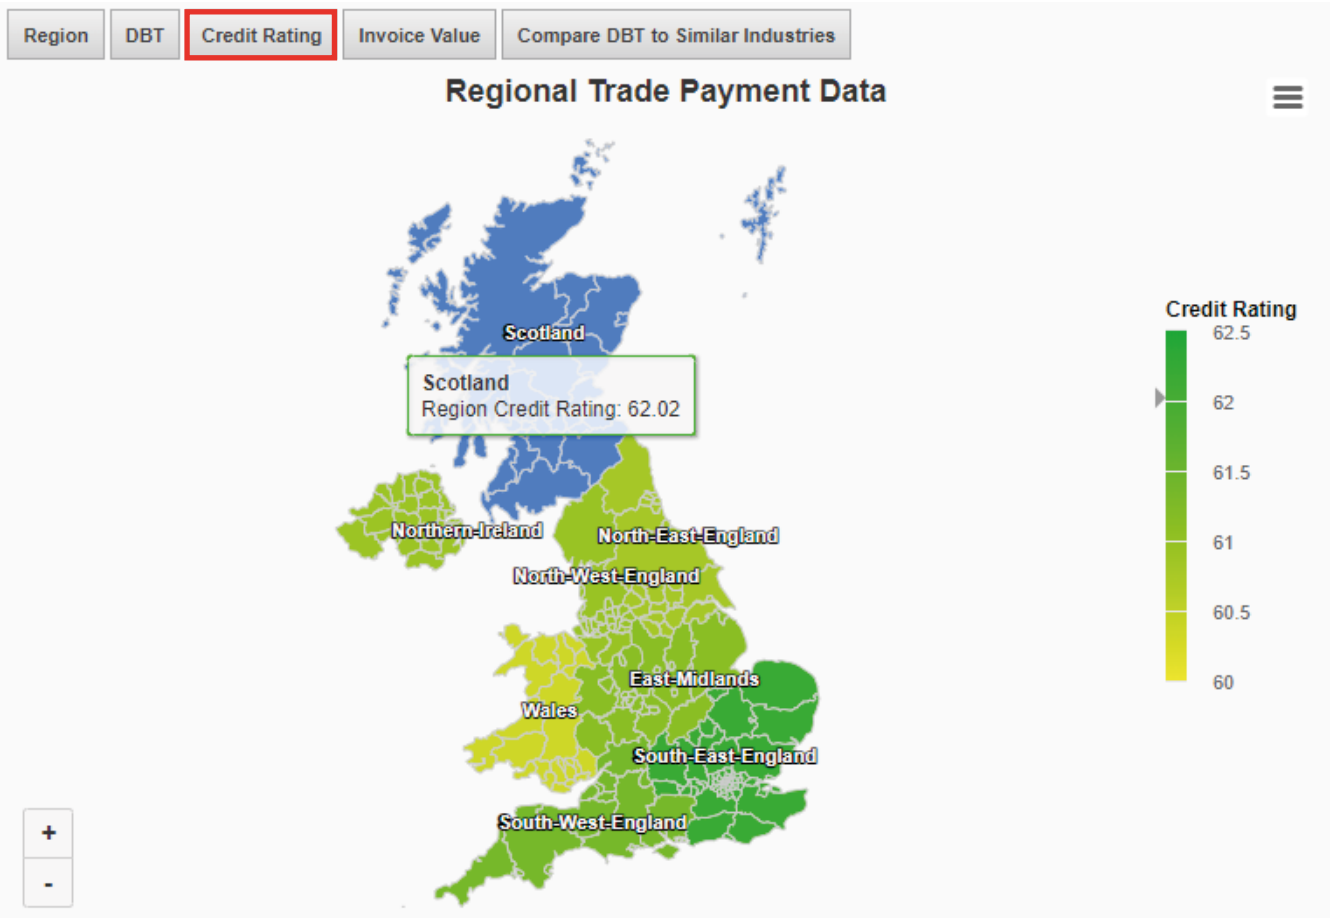 Region DBT Credit Rating Invoice Value Compare DBT to Similar Industries
Regional Trade Payment Data
Scotland
Scotland
Region Credit Rating: 62.02
Northern-Ireland
North-East-England
North-West-England
East-Midlands
Wales
South-East-England
South-West-England
Credit Rating
62.5
62
61.5
61
60.5
60
+
-